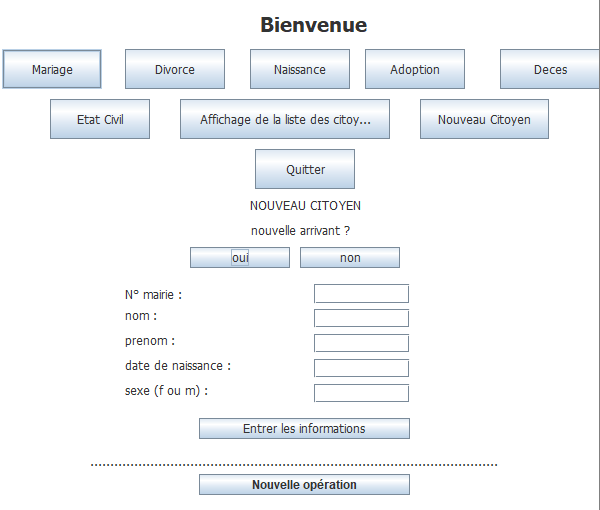 Bienvenue
Mariage Divorce Naissance Adoption Deces
Etat Civil Affichage de la liste des citoy... Nouveau Citoyen
Quitter
NOUVEAU CITOYEN
nouvelle arrivant ?
oui non
N° mairie :
nom :
prenom :
date de naissance :
sexe (f ou m) :
Entrer les informations
Nouvelle opération